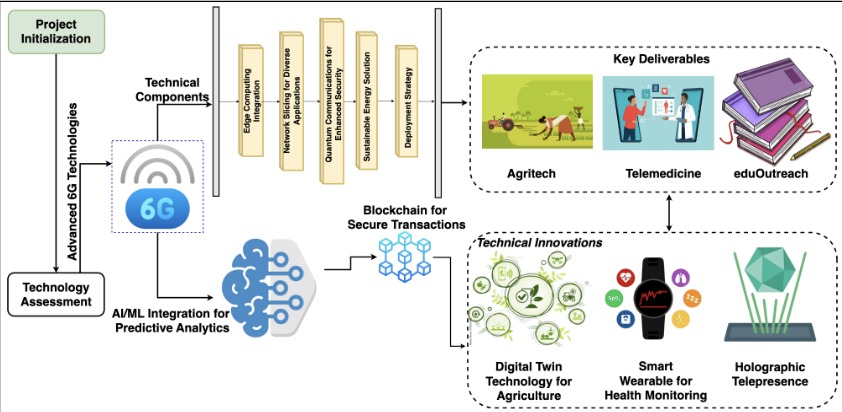 Project
Initialization
Technical
Components
Edge Computing
Integration
Network Slicing for Diverse
Applications
Quantum Communications for
Enhanced Security
Sustainable Energy Solution
Deployment Strategy
Key Deliverables
Agritech
Telemedicine
eduOutreach
Advanced 6G Technologies
6G
Technology
Assessment
AI/ML Integration for
Predictive Analytics
Blockchain for
Secure Transactions
Technical Innovations
SpO₂
zzz
Digital Twin
Technology for
Agriculture
Smart
Wearable for
Health Monitoring
Holographic
Telepresence